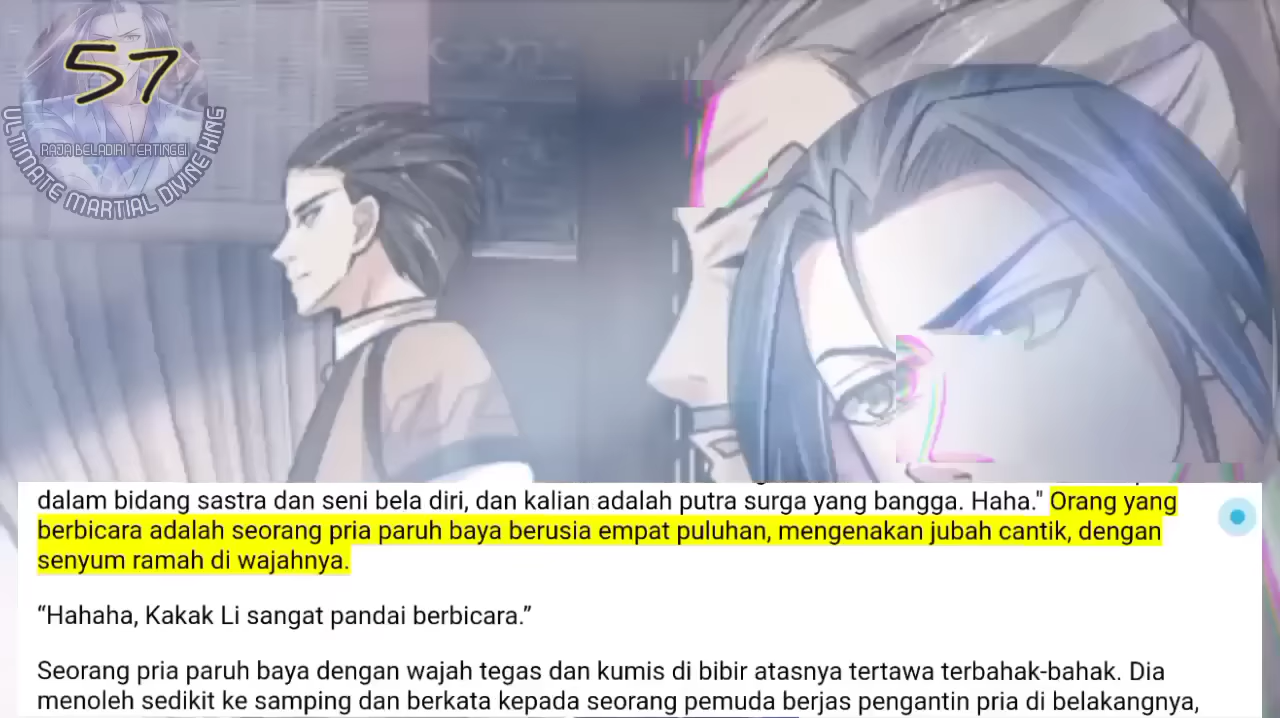 57
RAJA BELADIRI TERTINGGI
ULTIMATE MARTIAL DIVINE KING
dalam bidang sastra dan seni bela diri, dan kalian adalah putra surga yang bangga. Haha." Orang yang
berbicara adalah seorang pria paruh baya berusia empat puluhan, mengenakan jubah cantik, dengan
senyum ramah di wajahnya.
“Hahaha, Kakak Li sangat pandai berbicara.”
Seorang pria paruh baya dengan wajah tegas dan kumis di bibir atasnya tertawa terbahak-bahak. Dia
menoleh sedikit ke samping dan berkata kepada seorang pemuda berjas pengantin pria di belakangnya,